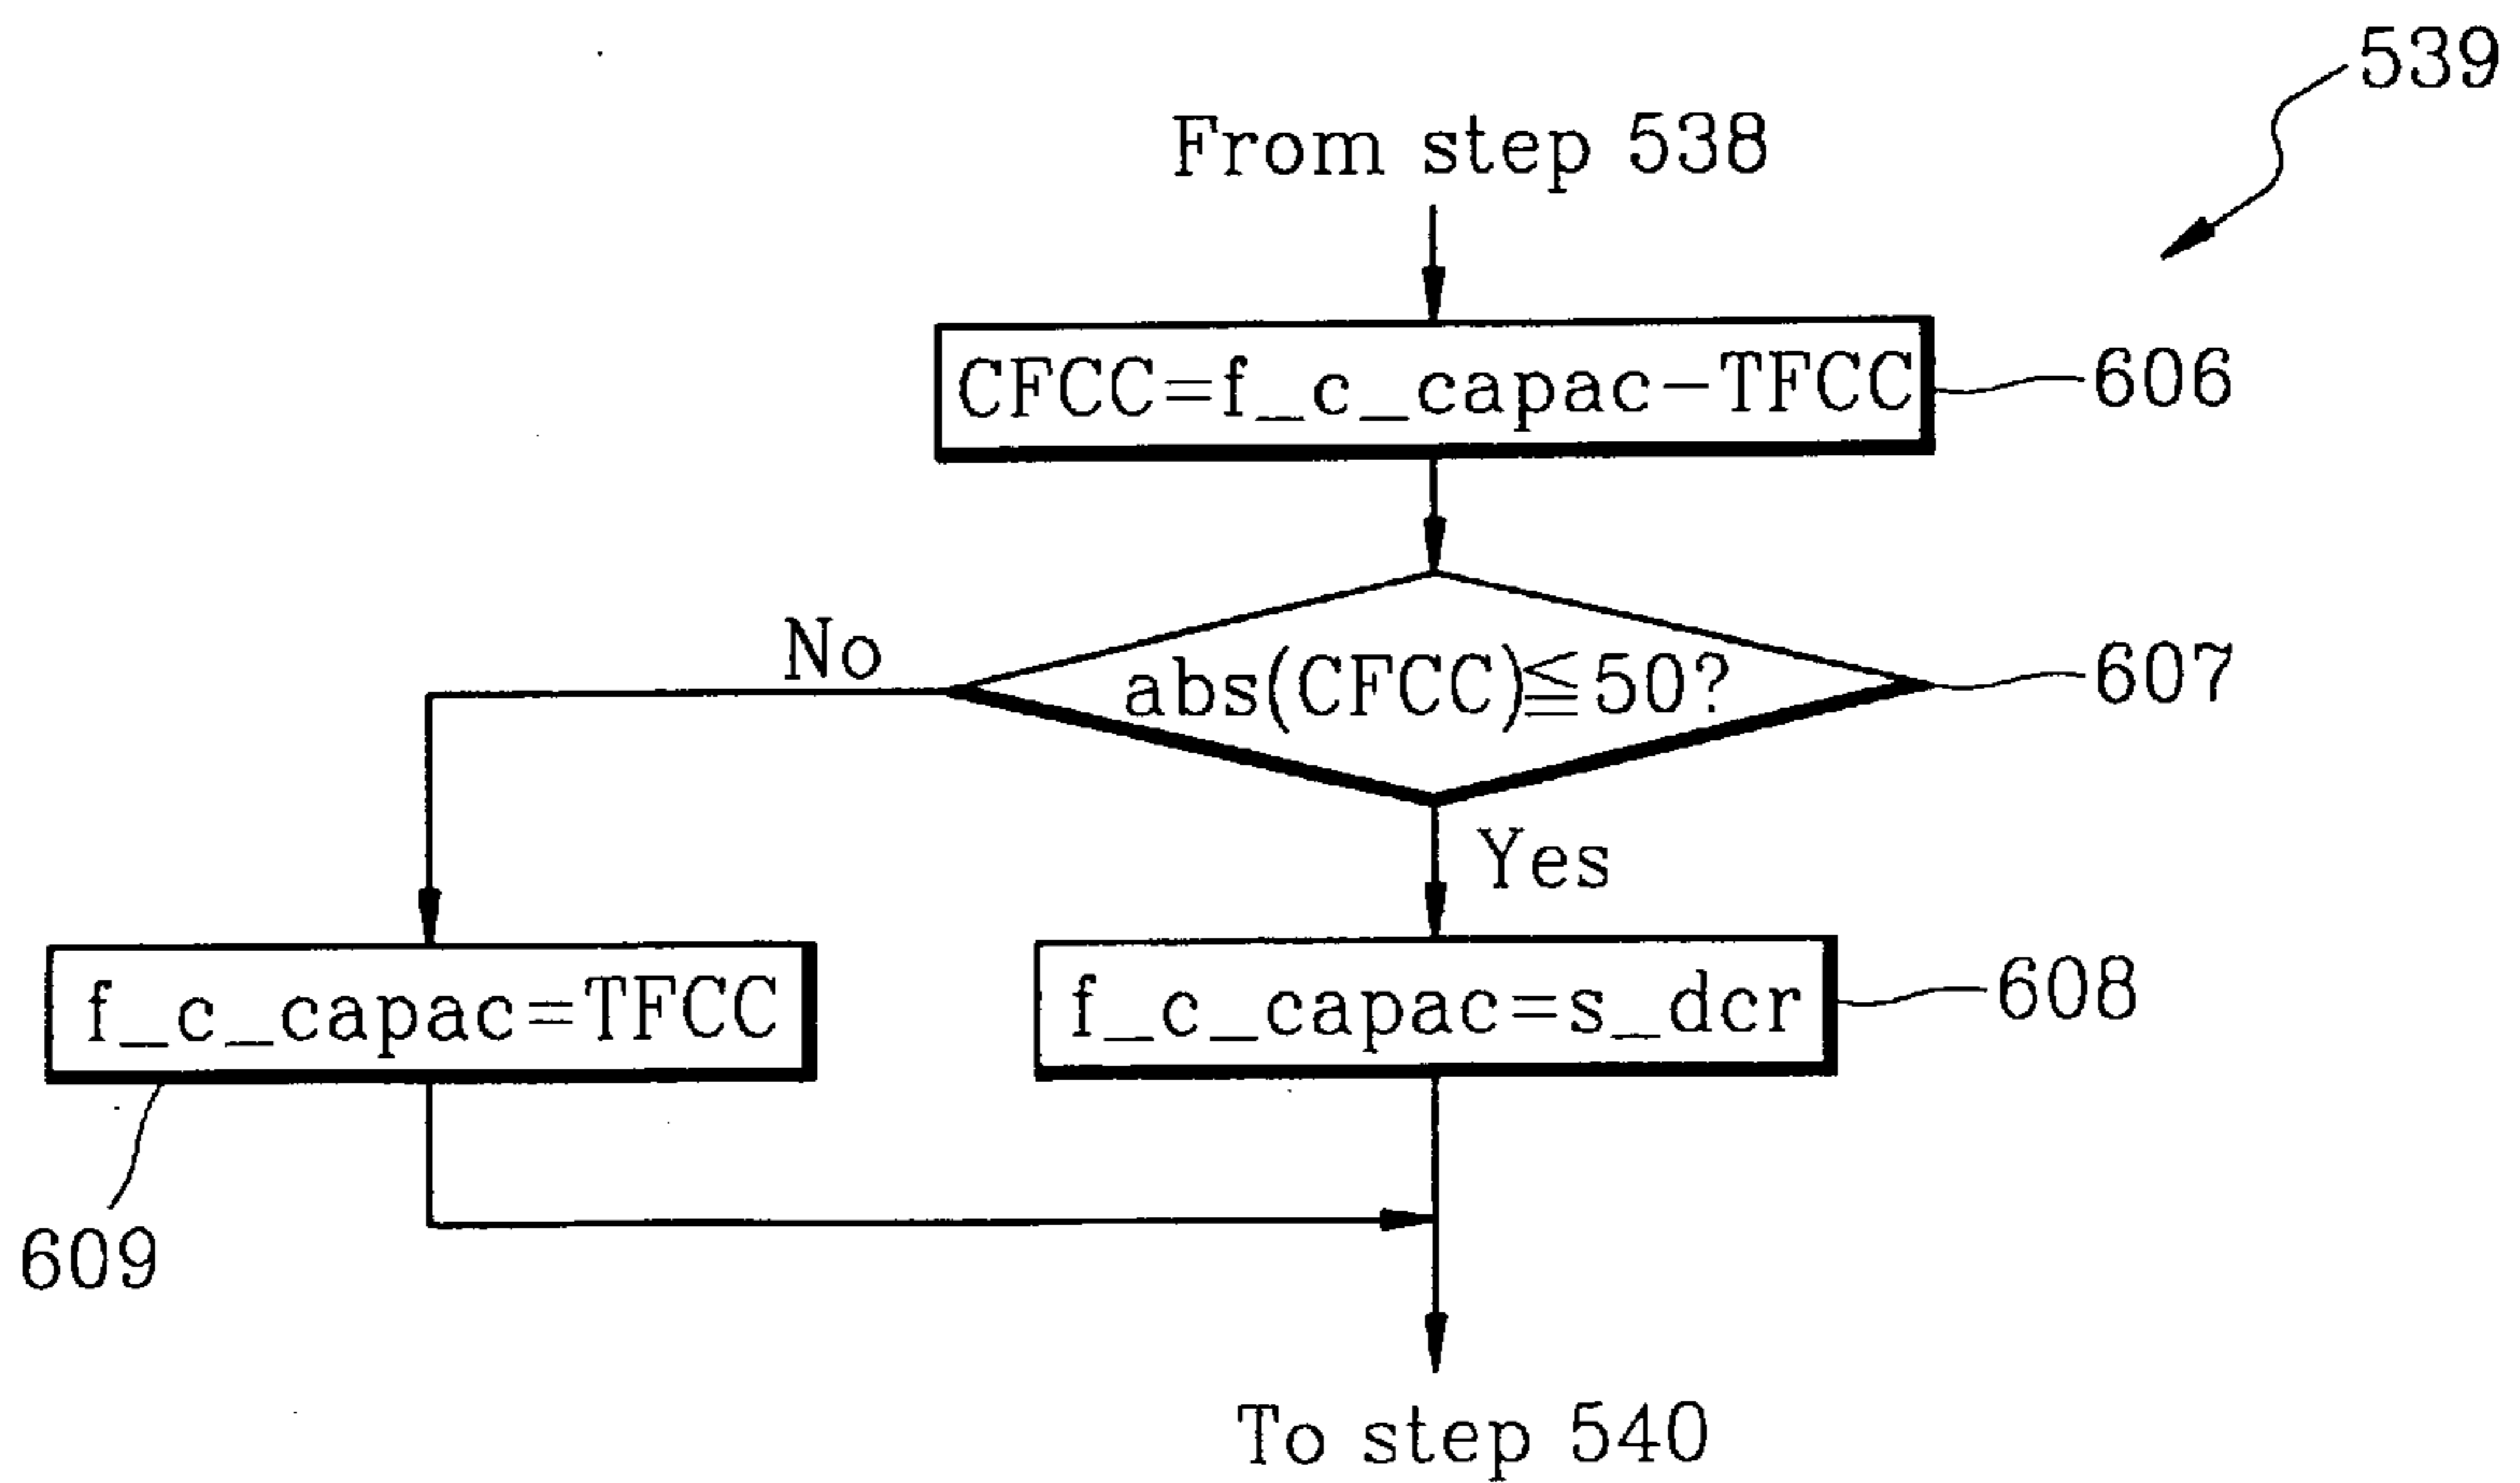 539
From step 538
CFCC=f_c_capac-TFCC
606
No
abs(CFCC)≦50?
607
Yes
f_c_capac=TFCC
f_c_capac=s_dcr
608
609
To step 540